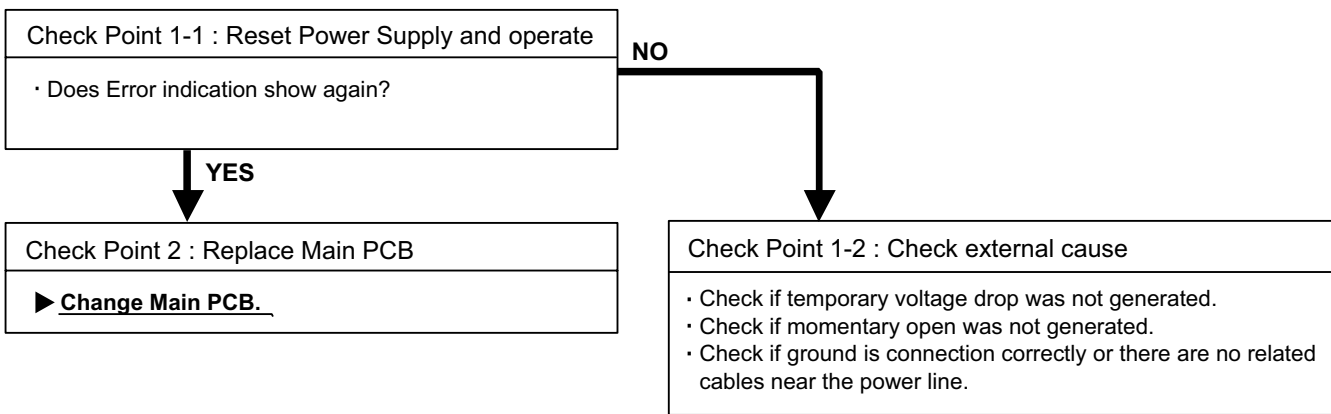 Check Point 1-1 : Reset Power Supply and operate
· Does Error indication show again?
NO
YES
Check Point 2 : Replace Main PCB
▶ Change Main PCB.
Check Point 1-2 : Check external cause
· Check if temporary voltage drop was not generated.
· Check if momentary open was not generated.
· Check if ground is connection correctly or there are no related
cables near the power line.